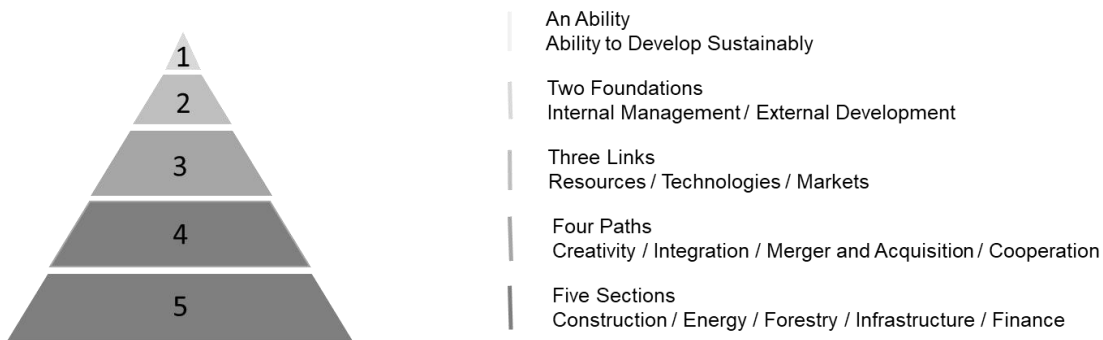 1
An Ability
Ability to Develop Sustainably
2
Two Foundations
Internal Management / External Development
3
Three Links
Resources / Technologies / Markets
4
Four Paths
Creativity / Integration / Merger and Acquisition / Cooperation
5
Five Sections
Construction / Energy / Forestry / Infrastructure / Finance